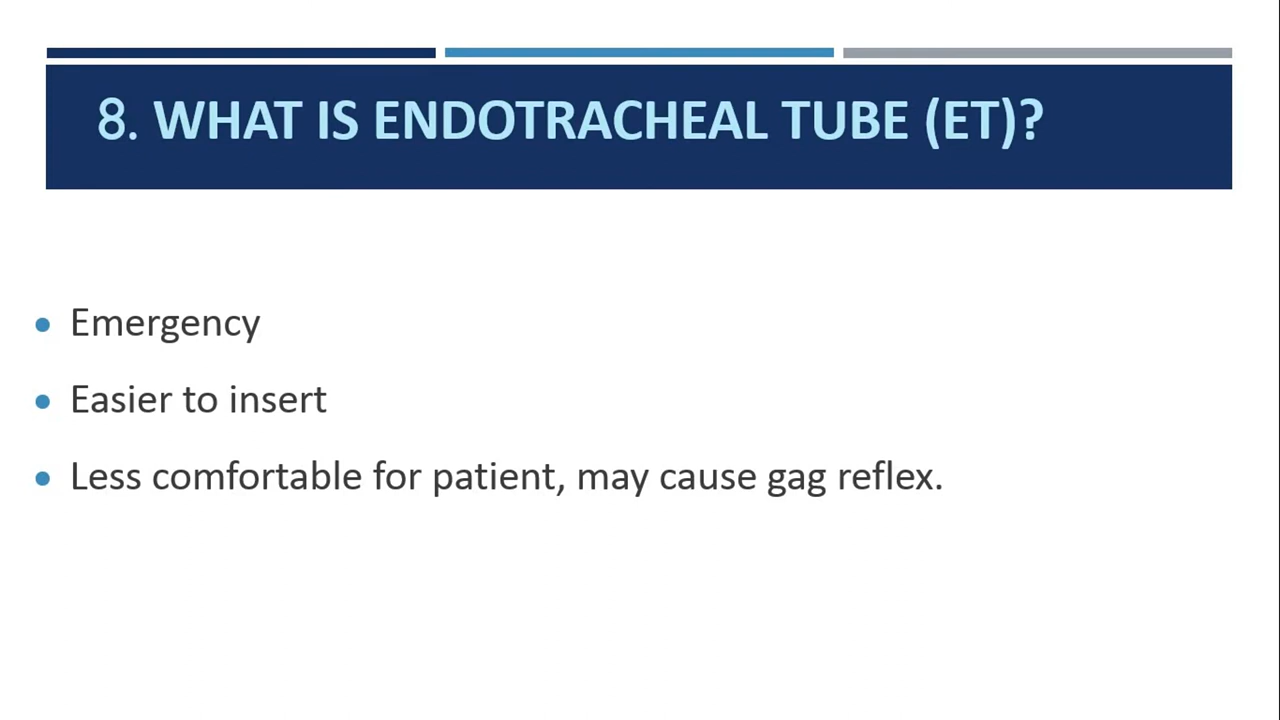 8. WHAT IS ENDOTRACHEAL TUBE (ET)?
• Emergency
• Easier to insert
• Less comfortable for patient, may cause gag reflex.